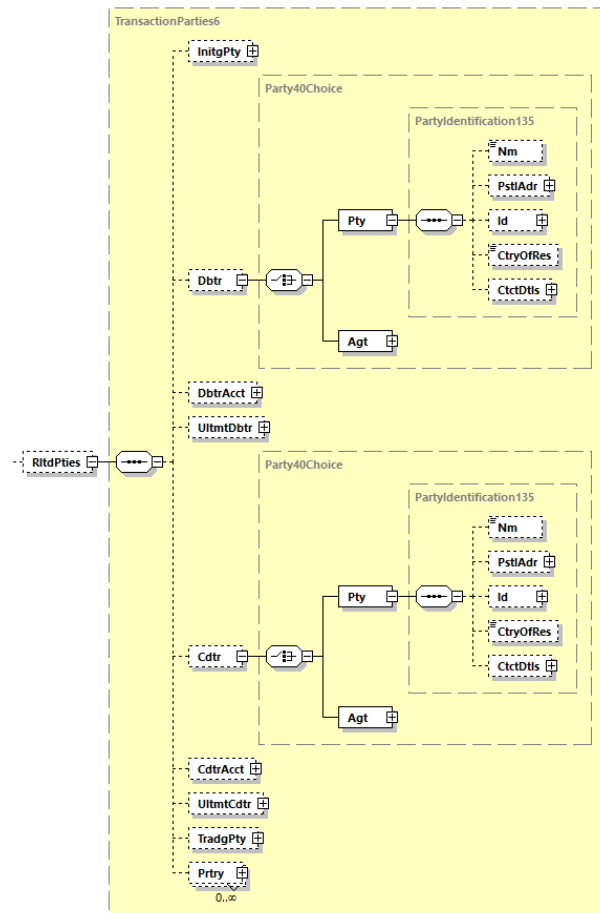 TransactionParties6
InitgPty
Party40Choice
PartyIdentification135
Nm
PstlAdr
Pty
Id
CtryOfRes
Dbtr
CtctDtls
Agt
DbtrAcct
UltmtDbtr
Party40Choice
RltdPties
PartyIdentification135
Nm
PstlAdr
Pty
Id
CtryOfRes
Cdtr
CtctDtls
Agt
CdtrAcct
UltmtCdtr
TradgPty
Prtry
0..∞